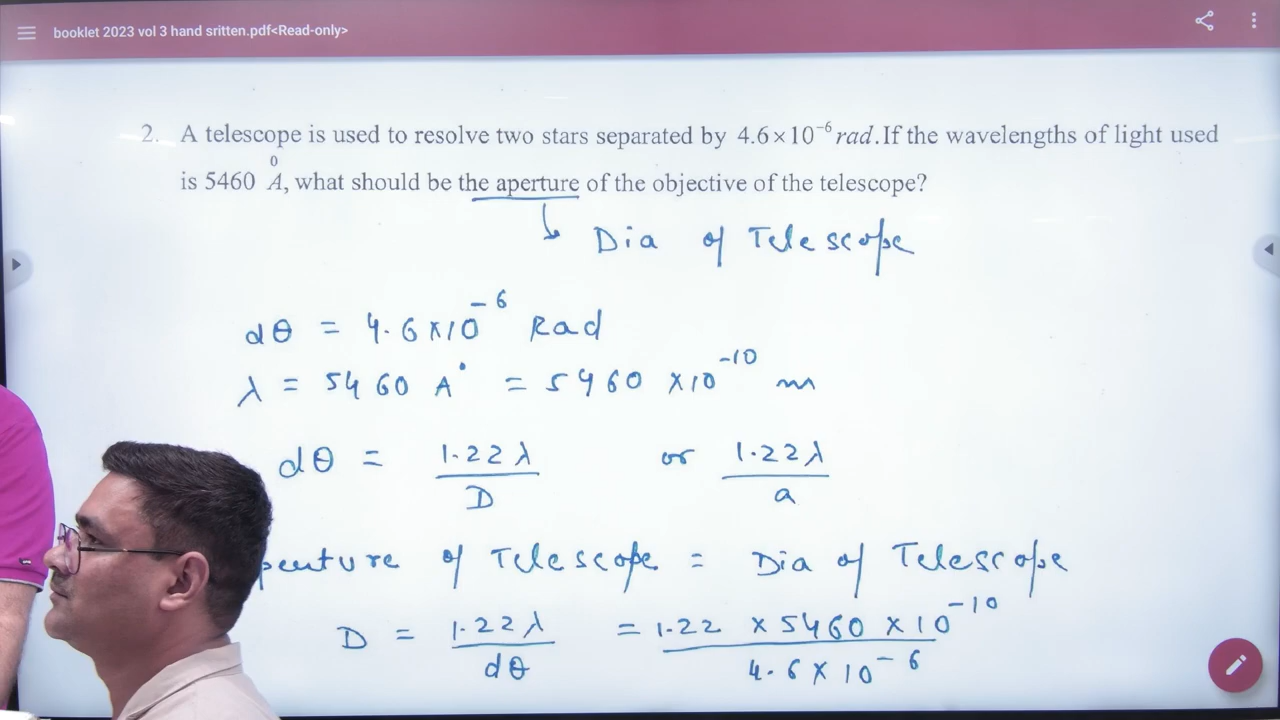 booklet 2023 vol 3 hand sritten.pdf<Read-only>
2. A telescope is used to resolve two stars separated by 4.6×10⁻⁶ rad.If the wavelengths of light used
is 5460 A⁰, what should be the aperture of the objective of the telescope?
↳ Dia of Telescope
dθ = 4.6×10⁻⁶ Rad
λ = 5460 A° = 5460 ×10⁻¹⁰ m
dθ = 1.22λ/D or 1.22λ/a
perture of Telescope = Dia of Telescope
D = 1.22λ/dθ = 1.22 × 5460 × 10⁻¹⁰/4.6 × 10⁻⁶